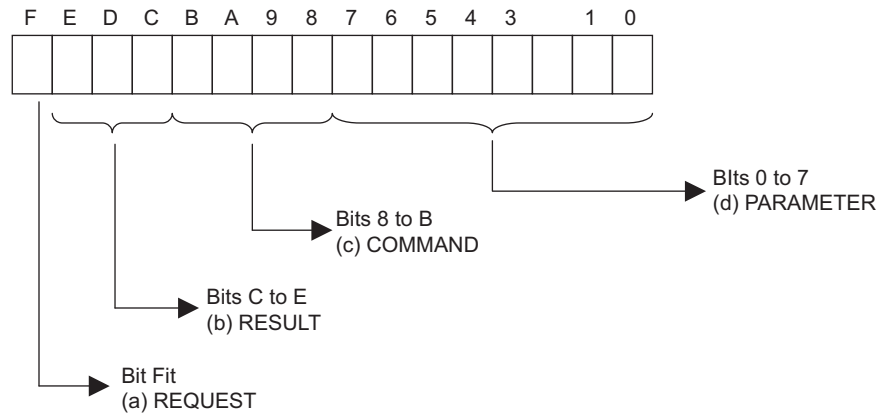 F E D C B A 9 8 7 6 5 4 3 1 0
BIts 0 to 7
(d) PARAMETER
Bits 8 to B
(c) COMMAND
Bits C to E
(b) RESULT
Bit Fit
(a) REQUEST